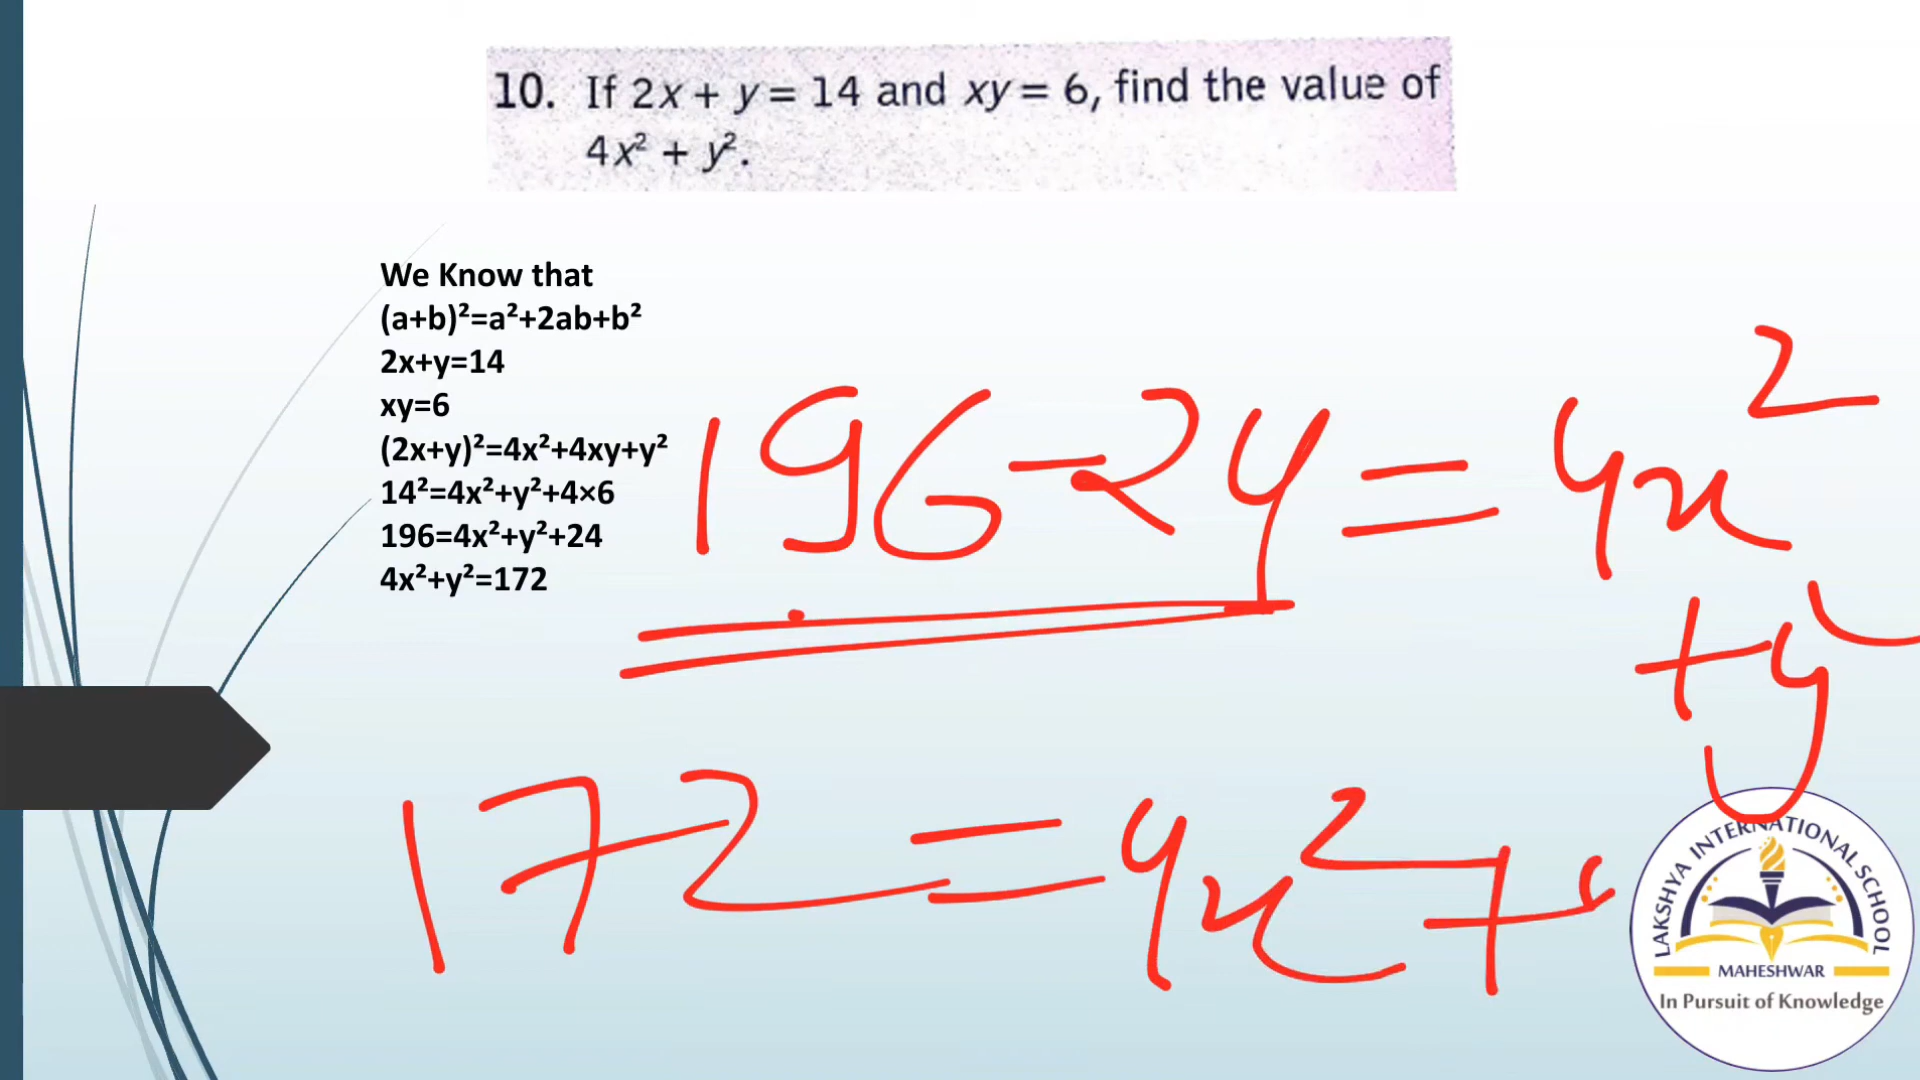 10. If 2x + y = 14 and xy = 6, find the value of
4x² + y².
We Know that
(a+b)²=a²+2ab+b²
2x+y=14
xy=6
(2x+y)²=4x²+4xy+y²
14²=4x²+y²+4×6
196=4x²+y²+24
4x²+y²=172
196-24=4x²
+y²
172=4x²+
LAKSHYA INTERNATIONAL SCHOOL
MAHESHWAR
In Pursuit of Knowledge